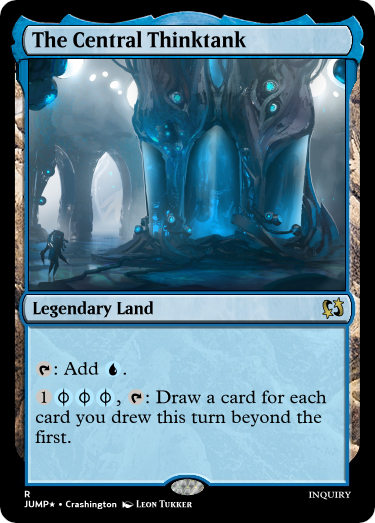 The Central Thinktank
Legendary Land
: Add .
1 , : Draw a card for each
card you drew this turn beyond the
first.
R
INQUIRY
JUMP★ • Crashington LEON TUKKER